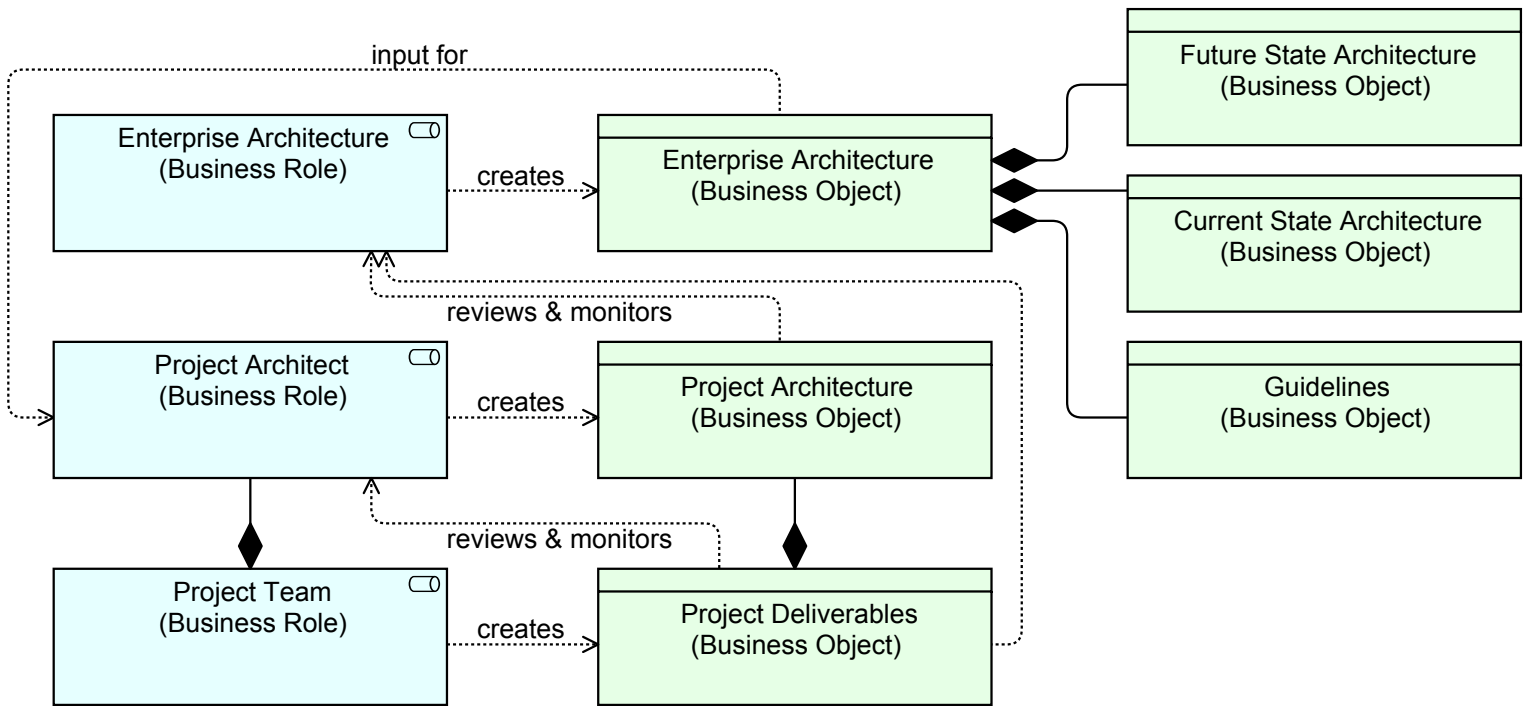 input for
Future State Architecture
(Business Object)
Enterprise Architecture
(Business Role)
creates
Enterprise Architecture
(Business Object)
Current State Architecture
(Business Object)
reviews & monitors
Project Architect
(Business Role)
creates
Project Architecture
(Business Object)
Guidelines
(Business Object)
reviews & monitors
Project Team
(Business Role)
creates
Project Deliverables
(Business Object)